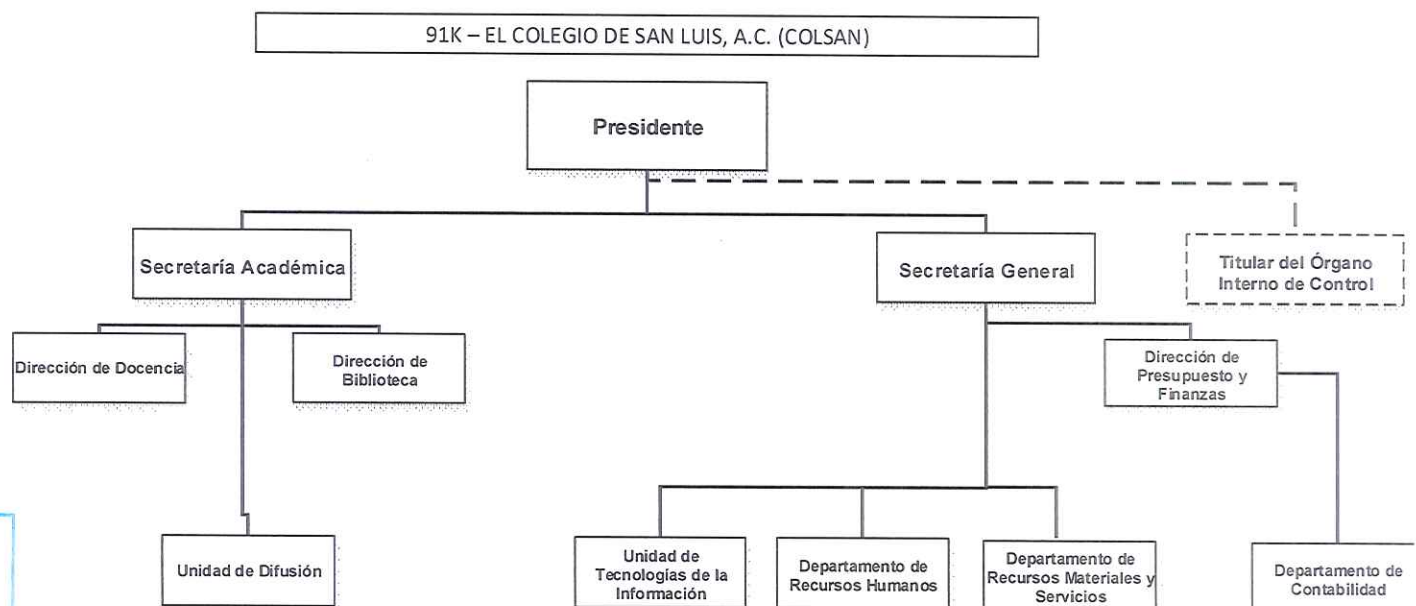 91K – EL COLEGIO DE SAN LUIS, A.C. (COLSAN)
Presidente
Secretaría Académica
Secretaría General
Titular del Órgano
Interno de Control
Dirección de Docencia
Dirección de
Biblioteca
Dirección de
Presupuesto y
Finanzas
Unidad de Difusión
Unidad de
Tecnologías de la
Información
Departamento de
Recursos Humanos
Departamento de
Recursos Materiales y
Servicios
Departamento de
Contabilidad